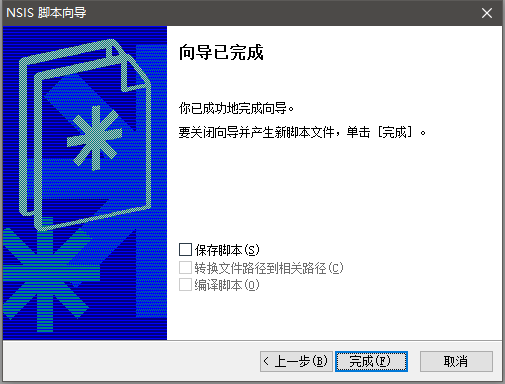 NSIS 脚本向导
向导已完成
你已成功地完成向导。
要关闭向导并产生新脚本文件，单击［完成］。
保存脚本(S)
转换文件路径到相关路径(C)
编译脚本(O)
< 上一步(B)
完成(F)
取消